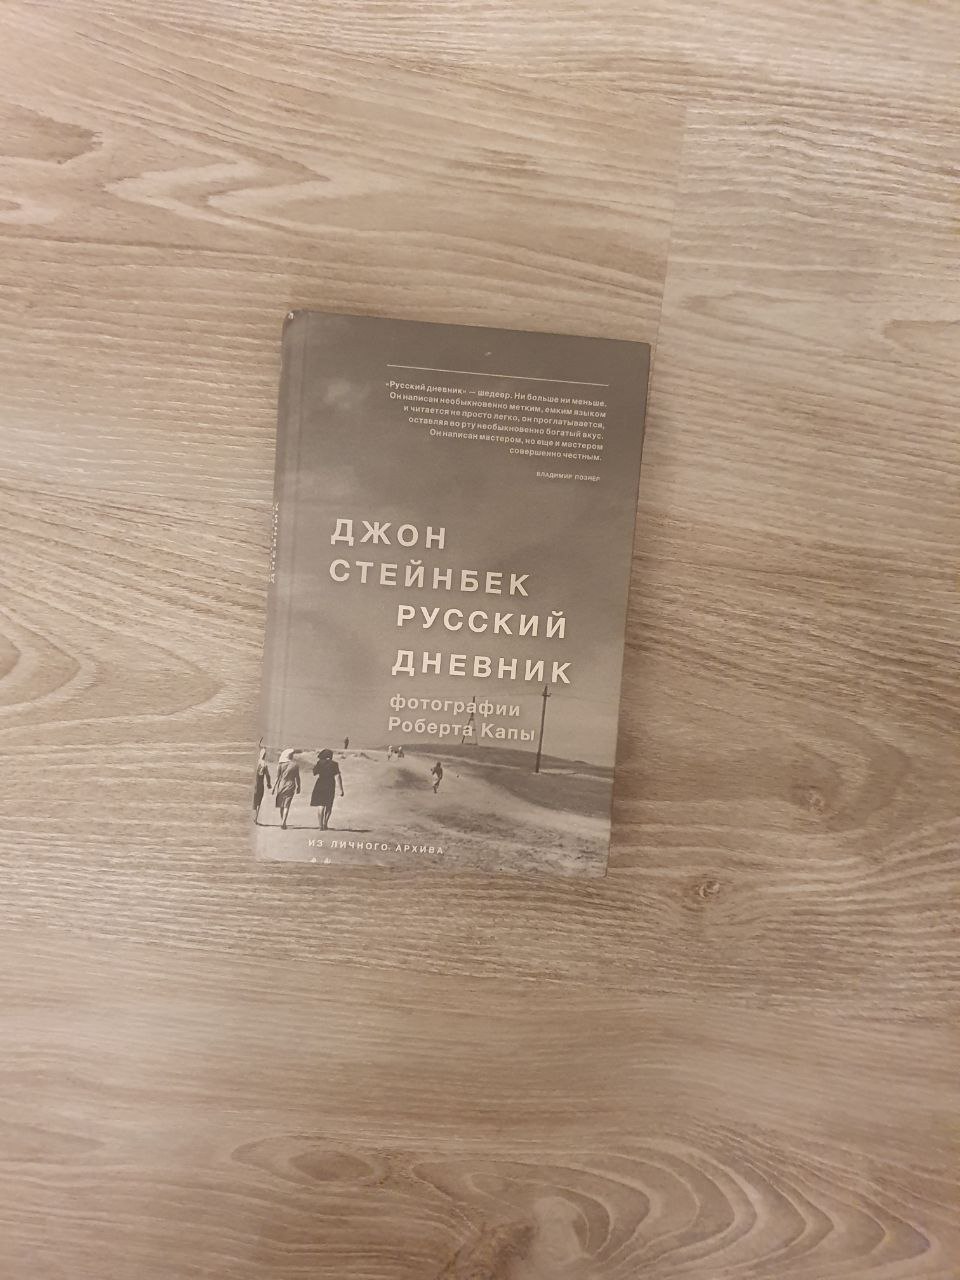 «Русский дневник» — шедевр. Ни больше ни меньше.
Он написан необыкновенно метким, емким языком
и читается не просто легко, он проглатывается,
оставляя во рту необыкновенно богатый вкус.
Он написан мастером, но еще и мастером
совершенно честным.
ВЛАДИМИР ПОЗНЕР
ДЖОН
СТЕЙНБЕК
РУССКИЙ
ДНЕВНИК
фотографии
Роберта Капы
ИЗ ЛИЧНОГО АРХИВА
ДНЕВНИК